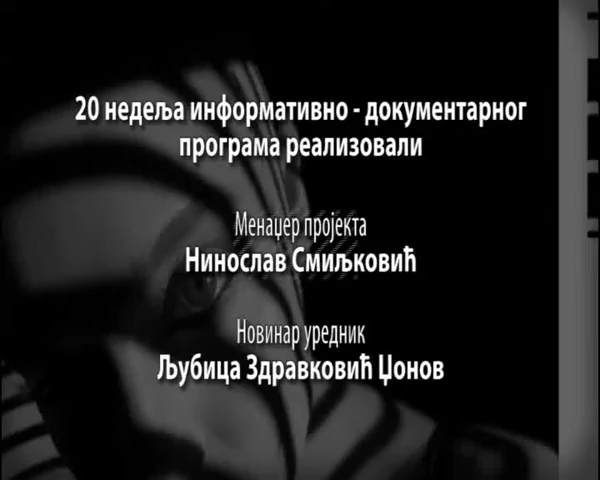 20 недеља информативно - документарног
програма реализовали
Менаџер пројекта
Нинослав Смиљковић
Новинар уредник
Љубица Здравковић Џонов